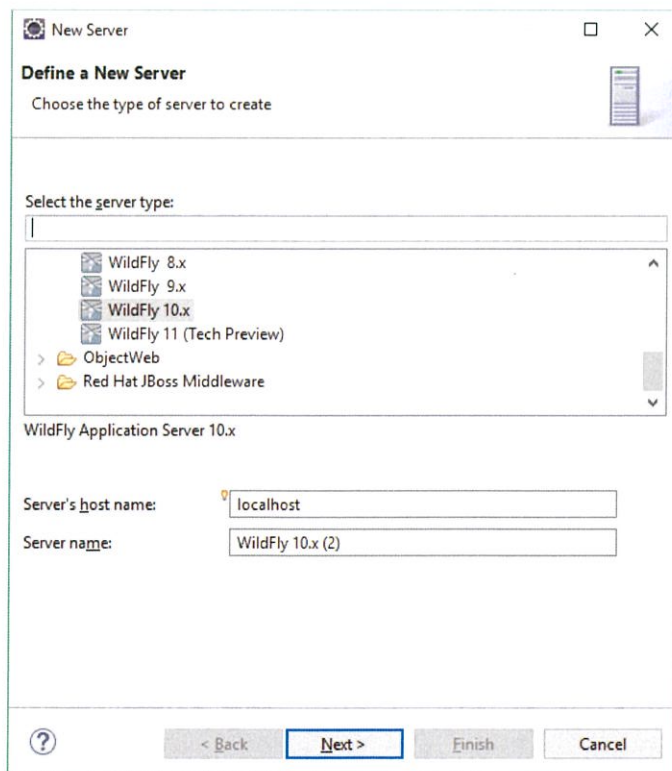 New Server
Define a New Server
Choose the type of server to create
Select the server type:
WildFly 8.x
WildFly 9.x
WildFly 10.x
WildFly 11 (Tech Preview)
ObjectWeb
Red Hat JBoss Middleware
WildFly Application Server 10.x
Server's host name: localhost
Server name: WildFly 10.x (2)
? < Back Next > Finish Cancel